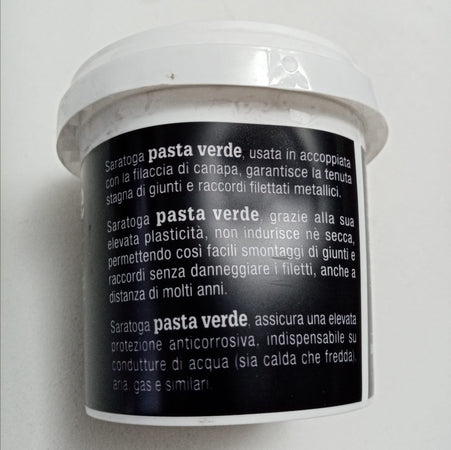 Saratoga pasta verde, usata in accoppiata
con la filaccia di canapa, garantisce la tenuta
stagna di giunti e raccordi filettati metallici.
Saratoga pasta verde, grazie alla sua
elevata plasticità, non indurisce nè secca,
permettendo così facili smontaggi di giunti e
raccordi senza danneggiare i filetti, anche a
distanza di molti anni.
Saratoga pasta verde, assicura una elevata
protezione anticorrosiva, indispensabile su
condutture di acqua (sia calda che fredda),
aria, gas e similari.